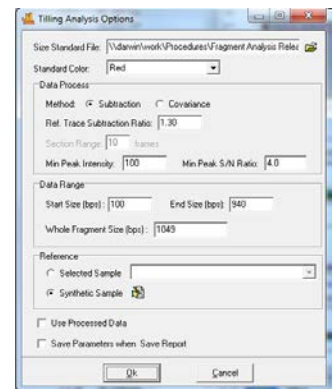 Tilling Analysis Options
Size Standard File: \\darwin\work\Procedures\Fragment Analysis Relea
Standard Color: Red
Data Process
Method: Subtraction Covariance
Ref. Trace Subtraction Ratio: 1.30
Section Range: 10 frames
Min Peak Intensity: 100 Min Peak S/N Ratio: 4.0
Data Range
Start Size (bps): 100 End Size (bps): 940
Whole Fragment Size (bps): 1049
Reference
Selected Sample
Synthetic Sample
Use Processed Data
Save Parameters when Save Report
Ok Cancel